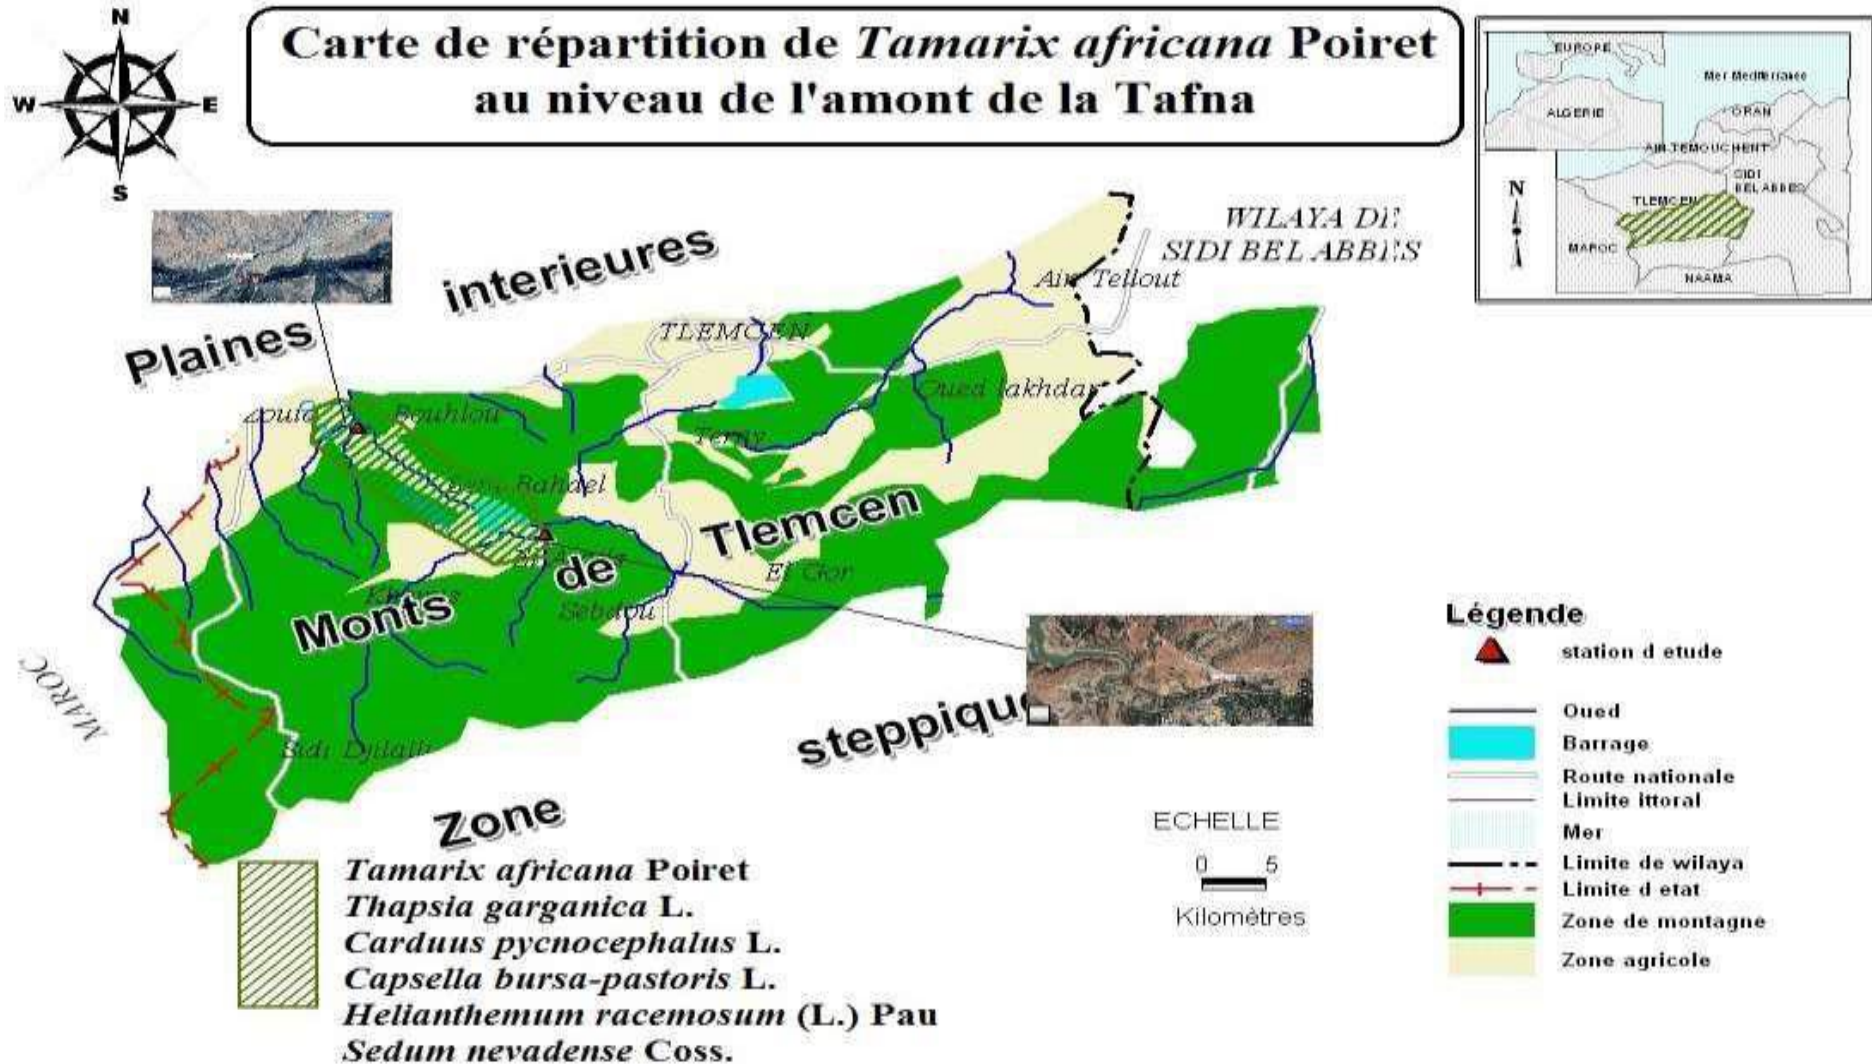 N
W
E
S
Carte de répartition de Tamarix africana Poiret
au niveau de l'amont de la Tafna
EUROPE
Mer Mediterranee
ALGERIE
ORAN
AIN TEMOUCHENT
SIDI
BEL ABBES
TLEMCEN
MAROC
NAAMA
N
WILAYA DE
SIDI BEL ABBES
Ain Tellout
interieures
Plaines
TLEMCEN
Oued lakhdar
Zouia
Bouhlou
Terny
Bahdel
Tlemcen
de
El Gor
Monts
Sebdou
MAROC
steppique
Sidi Djilalli
Zone
Tamarix africana Poiret
Thapsia garganica L.
Carduus pycnocephalus L.
Capsella bursa-pastoris L.
Helianthemum racemosum (L.) Pau
Sedum nevadense Coss.
ECHELLE
0 5
Kilomètres
Légende
station d etude
Oued
Barrage
Route nationale
Limite ittoral
Mer
Limite de wilaya
Limite d etat
Zone de montagne
Zone agricole